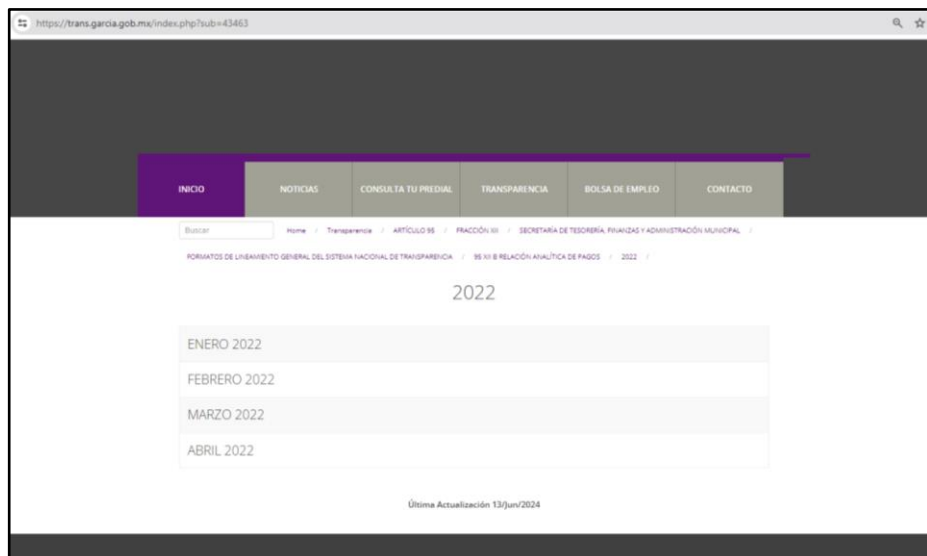 https://trans.garcia.gob.mx/index.php?sub=43463
INICIO NOTICIAS CONSULTA TU PREDIAL TRANSPARENCIA BOLSA DE EMPLEO CONTACTO
Buscar Home / Transparencia / ARTÍCULO 95 / FRACCIÓN XII / SECRETARÍA DE TESORERÍA, FINANZAS Y ADMINISTRACIÓN MUNICIPAL /
FORMATOS DE LINEAMIENTO GENERAL DEL SISTEMA NACIONAL DE TRANSPARENCIA / 95 XII B RELACIÓN ANALÍTICA DE PAGOS / 2022 /
2022
ENERO 2022
FEBRERO 2022
MARZO 2022
ABRIL 2022
Última Actualización 13/Jun/2024